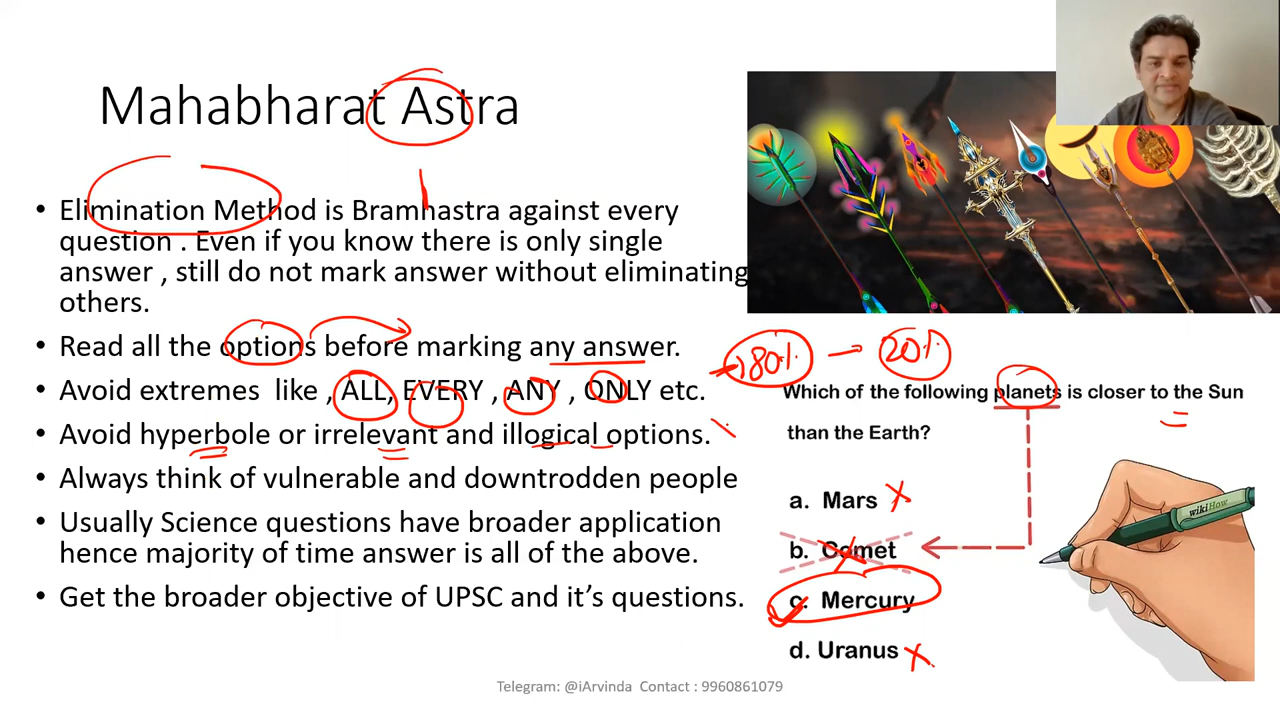 Mahabharat Astra
• Elimination Method is Bramhastra against every
question . Even if you know there is only single
answer , still do not mark answer without eliminating
others.
• Read all the options before marking any answer.
• Avoid extremes like , ALL, EVERY , ANY , ONLY etc.
• Avoid hyperbole or irrelevant and illogical options.
• Always think of vulnerable and downtrodden people
• Usually Science questions have broader application
hence majority of time answer is all of the above.
• Get the broader objective of UPSC and it's questions.
80% — 20%
Which of the following planets is closer to the Sun
than the Earth?
a. Mars
b. Comet
c. Mercury
d. Uranus
wikiHow
Telegram: @iArvinda Contact : 9960861079